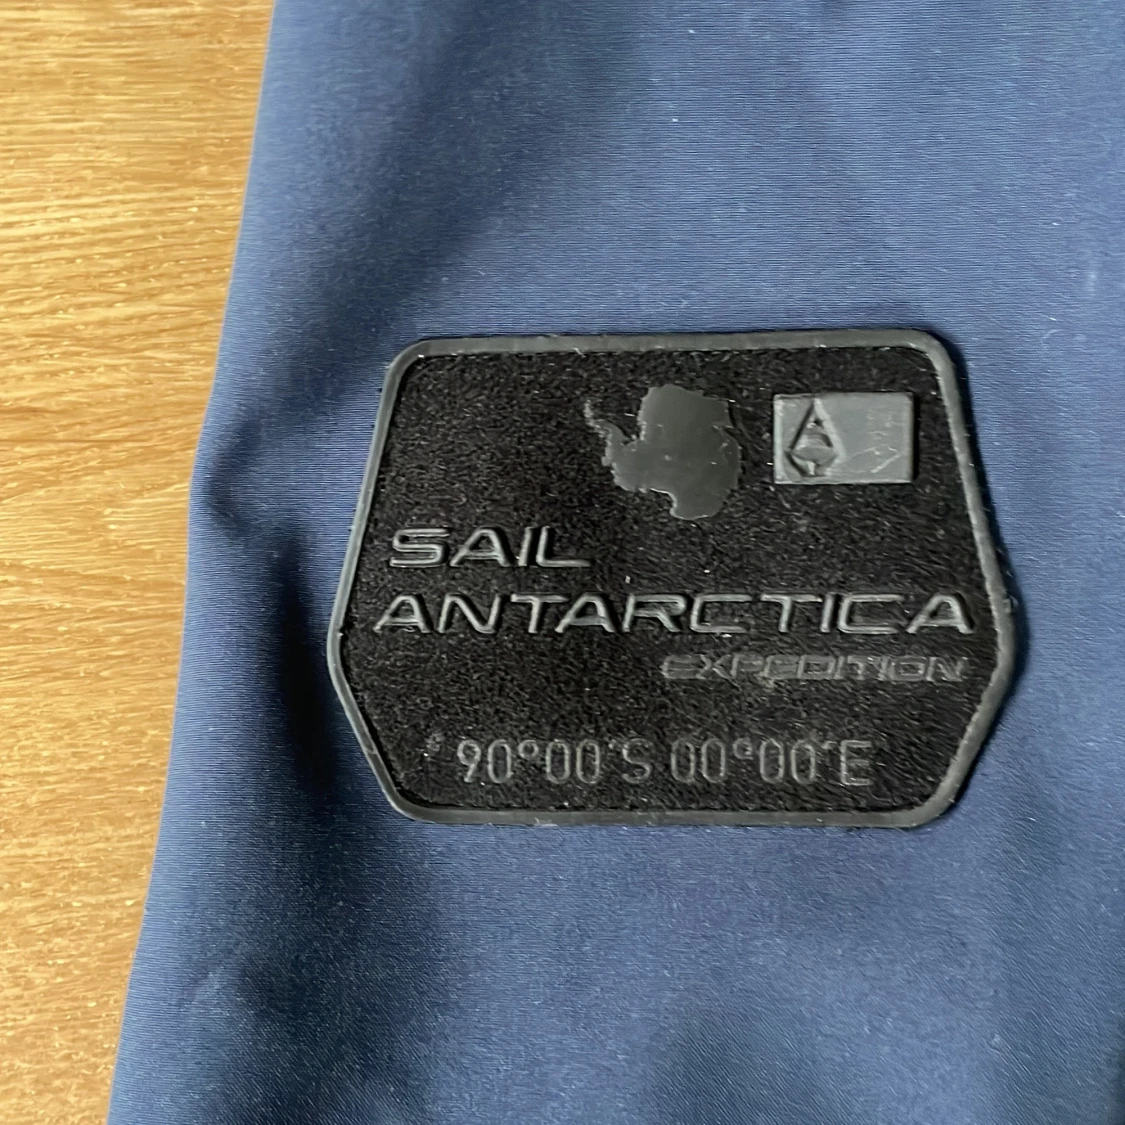 SAIL
ANTARCTICA
EXPEDITION
90°00'S 00°00'E